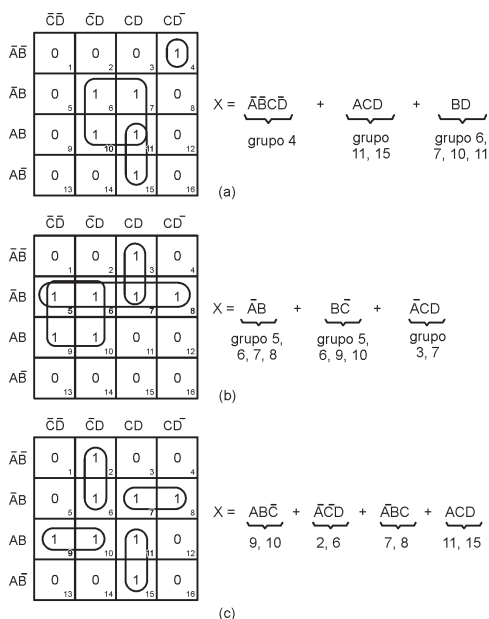 C̄D̄ C̄D CD CD¯
ĀB̄ 0 0 0 1
1 2 3 4
ĀB 0 1 1 0
5 6 7 8
AB 0 1 1 0
9 10 11 12
AB̄ 0 0 1 0
13 14 15 16
X = ĀB̄CD̄ + ACD + BD
grupo 4 grupo 11, 15 grupo 6, 7, 10, 11
(a)
C̄D̄ C̄D CD CD¯
ĀB̄ 0 0 1 0
1 2 3 4
ĀB 1 1 1 1
5 6 7 8
AB 1 1 0 0
9 10 11 12
AB̄ 0 0 0 0
13 14 15 16
X = ĀB + BC̄ + ĀCD
grupo 5, 6, 7, 8 grupo 5, 6, 9, 10 grupo 3, 7
(b)
C̄D̄ C̄D CD CD¯
ĀB̄ 0 1 0 0
1 2 3 4
ĀB 0 1 1 1
5 6 7 8
AB 1 1 1 0
9 10 11 12
AB̄ 0 0 1 0
13 14 15 16
X = ABC̄ + ĀC̄D + ĀBC + ACD
9, 10 2, 6 7, 8 11, 15
(c)